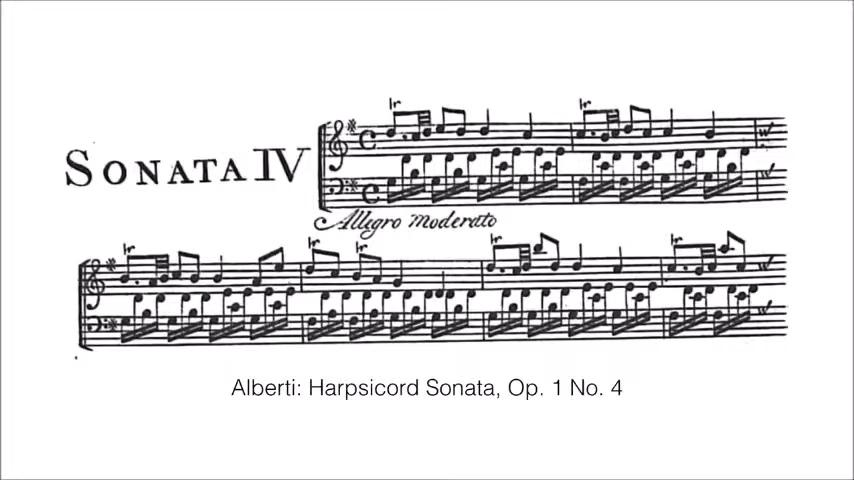 SONATA IV
Allegro Moderato
Alberti: Harpsicord Sonata, Op. 1 No. 4